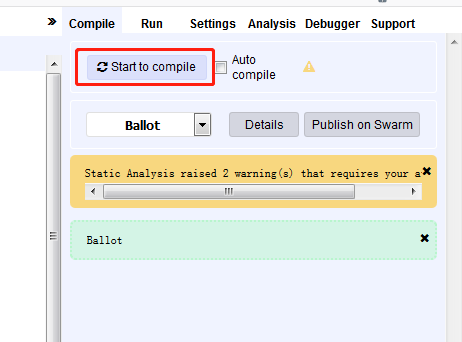 Compile Run Settings Analysis Debugger Support
Start to compile
Auto
compile
Ballot Details Publish on Swarm
Static Analysis raised 2 warning(s) that requires your a
Ballot